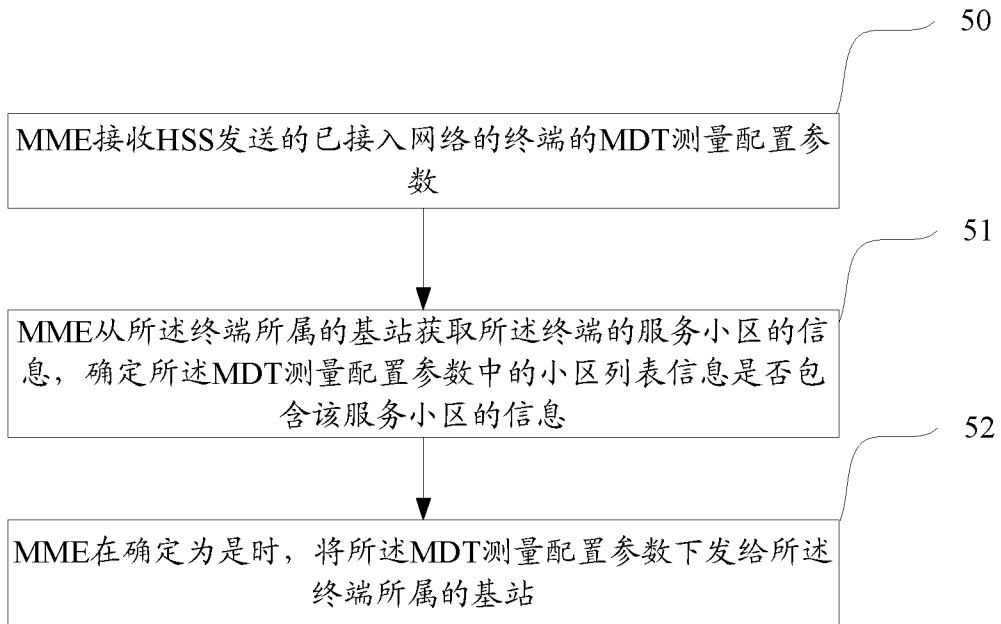 50
MME接收HSS发送的已接入网络的终端的MDT测量配置参
数
51
MME从所述终端所属的基站获取所述终端的服务小区的信
息，确定所述MDT测量配置参数中的小区列表信息是否包
含该服务小区的信息
52
MME在确定为是时，将所述MDT测量配置参数下发给所述
终端所属的基站